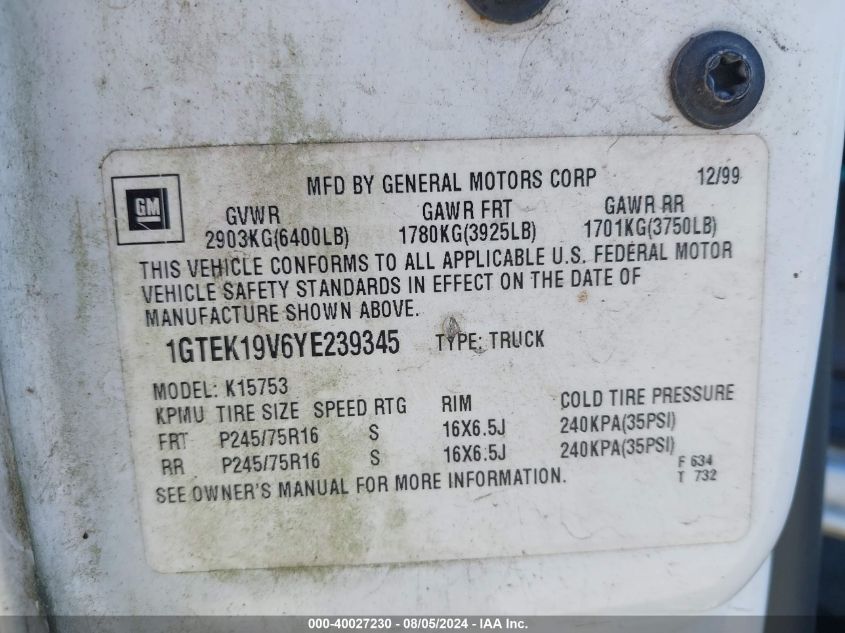 MFD BY GENERAL MOTORS CORP 12/99
GM
GVWR GAWR FRT GAWR RR
2903KG(6400LB) 1780KG(3925LB) 1701KG(3750LB)
THIS VEHICLE CONFORMS TO ALL APPLICABLE U.S. FEDERAL MOTOR
VEHICLE SAFETY STANDARDS IN EFFECT ON THE DATE OF
MANUFACTURE SHOWN ABOVE.
1GTEK19V6YE239345 TYPE: TRUCK
MODEL: K15753
KPMU TIRE SIZE SPEED RTG RIM COLD TIRE PRESSURE
FRT P245/75R16 S 16X6.5J 240KPA(35PSI)
RR P245/75R16 S 16X6.5J 240KPA(35PSI)
SEE OWNER'S MANUAL FOR MORE INFORMATION.
F 634
T 732
000-40027230 - 08/05/2024 - IAA Inc.